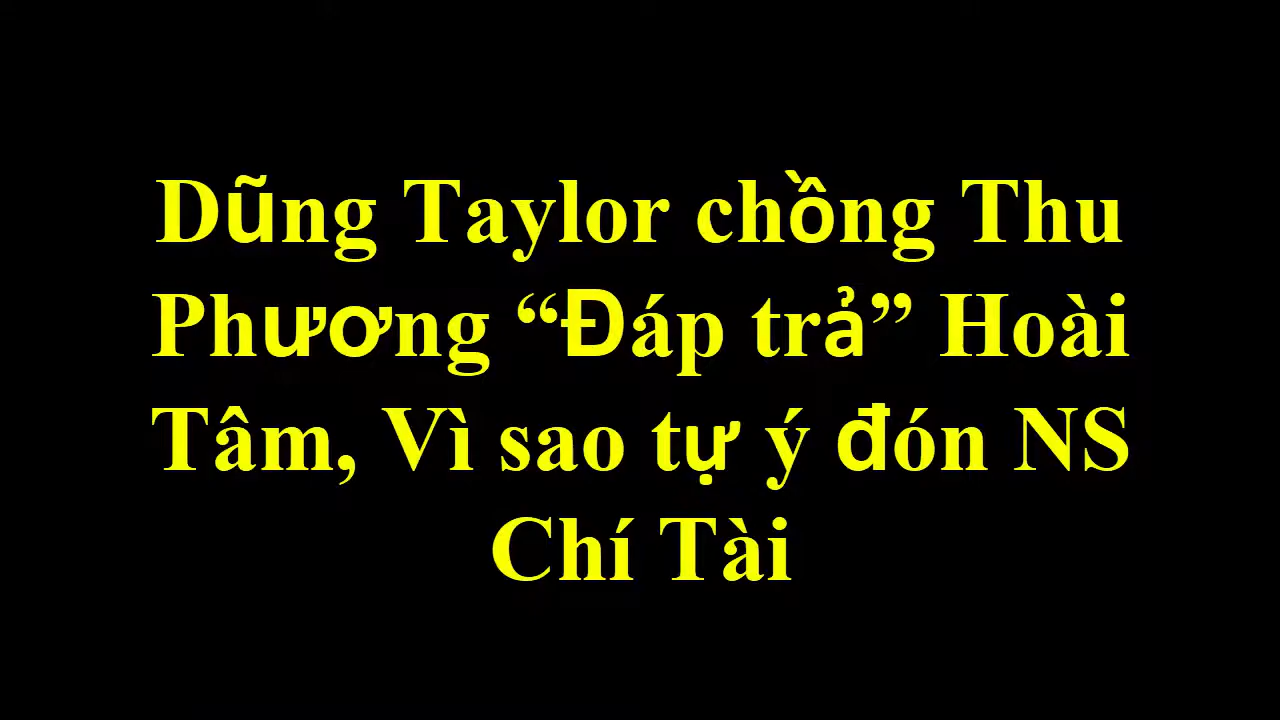 Dũng Taylor chồng Thu
Phương “Đáp trả” Hoài
Tâm, Vì sao tự ý đón NS
Chí Tài